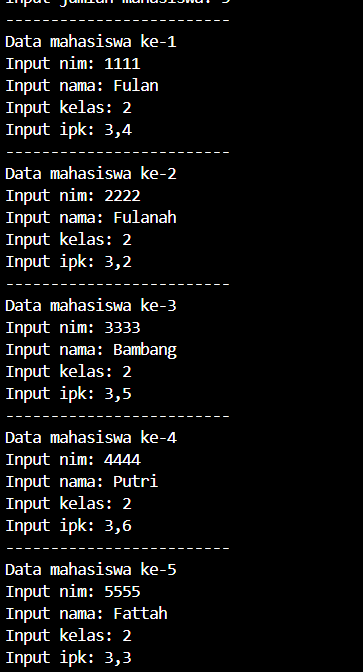 Input jumlah mahasiswa: 5
-------------------------
Data mahasiswa ke-1
Input nim: 1111
Input nama: Fulan
Input kelas: 2
Input ipk: 3,4
-------------------------
Data mahasiswa ke-2
Input nim: 2222
Input nama: Fulanah
Input kelas: 2
Input ipk: 3,2
-------------------------
Data mahasiswa ke-3
Input nim: 3333
Input nama: Bambang
Input kelas: 2
Input ipk: 3,5
-------------------------
Data mahasiswa ke-4
Input nim: 4444
Input nama: Putri
Input kelas: 2
Input ipk: 3,6
-------------------------
Data mahasiswa ke-5
Input nim: 5555
Input nama: Fattah
Input kelas: 2
Input ipk: 3,3